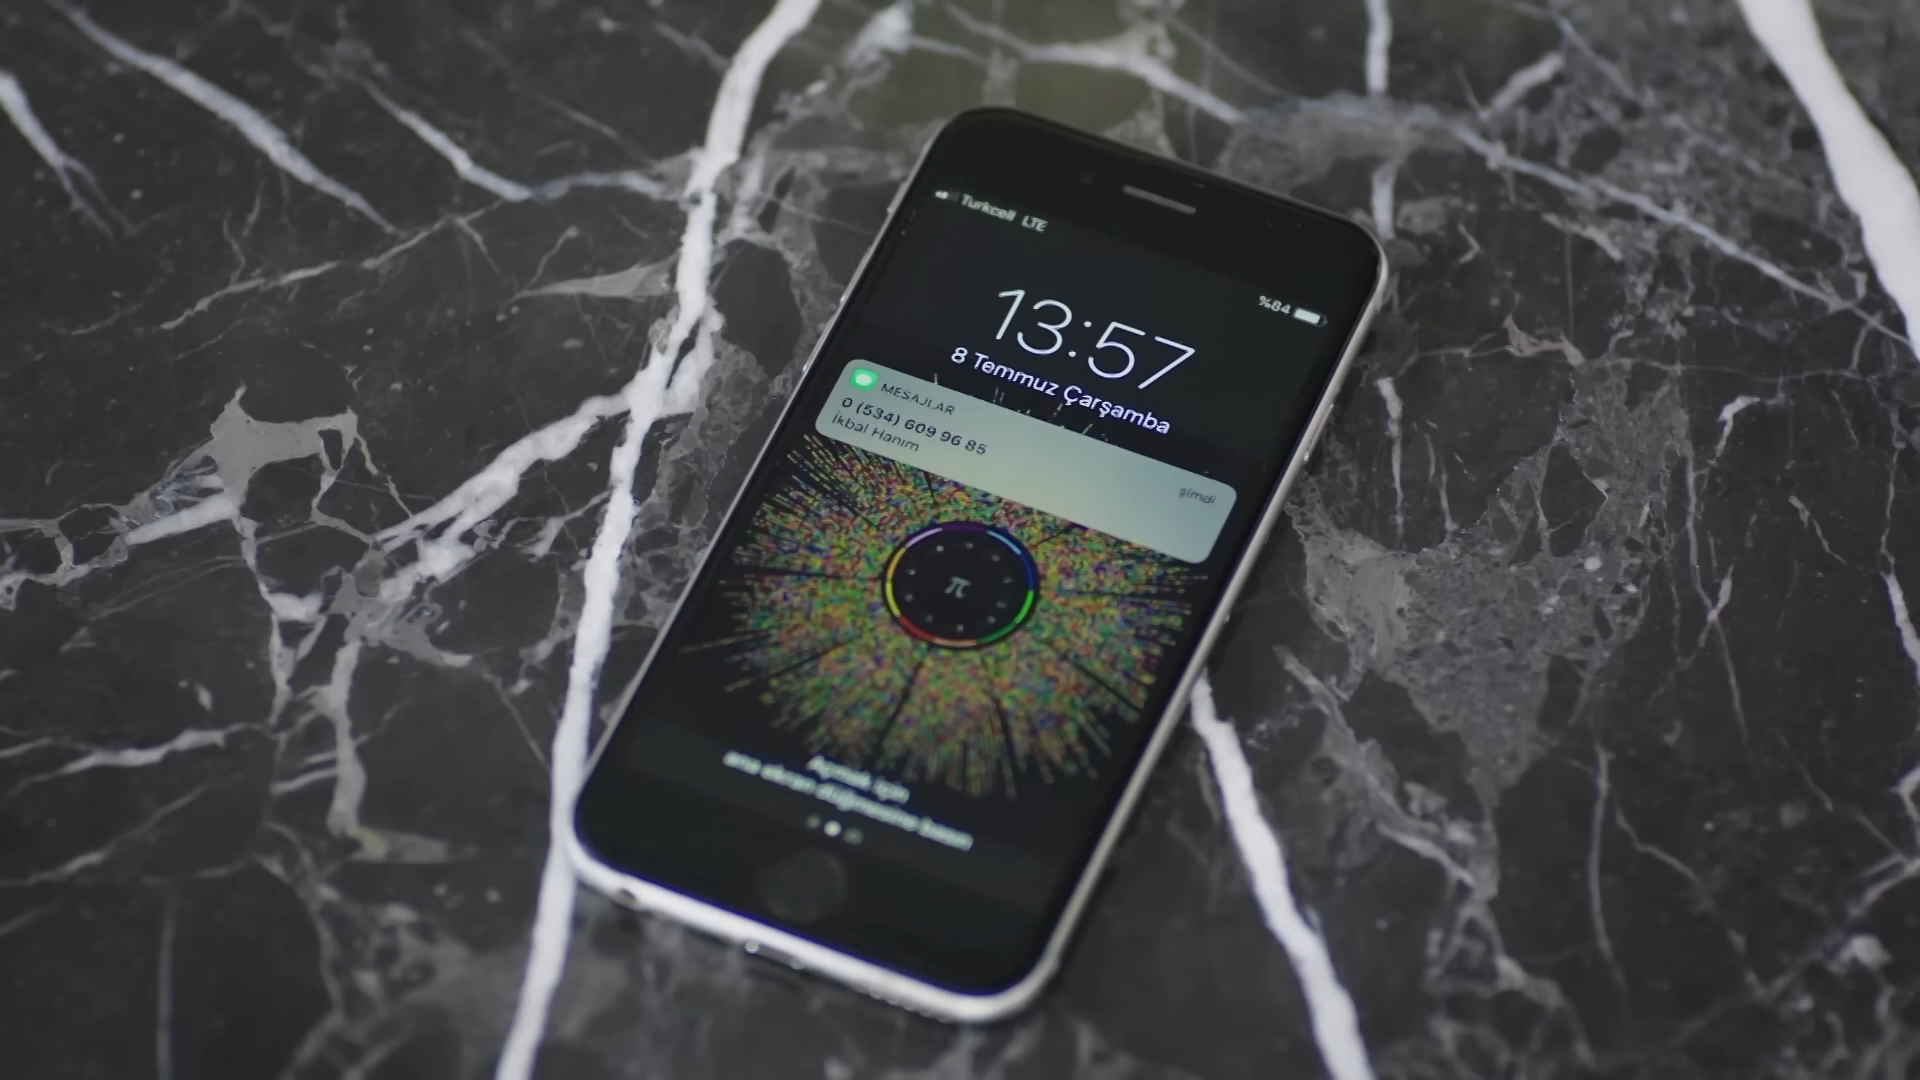 Turkcell LTE
%84
13:57
8 Temmuz Çarşamba
MESAJLAR
şimdi
0 (534) 609 96 85
İkbal Hanım
π
Açmak için
ana ekran düğmesine basın